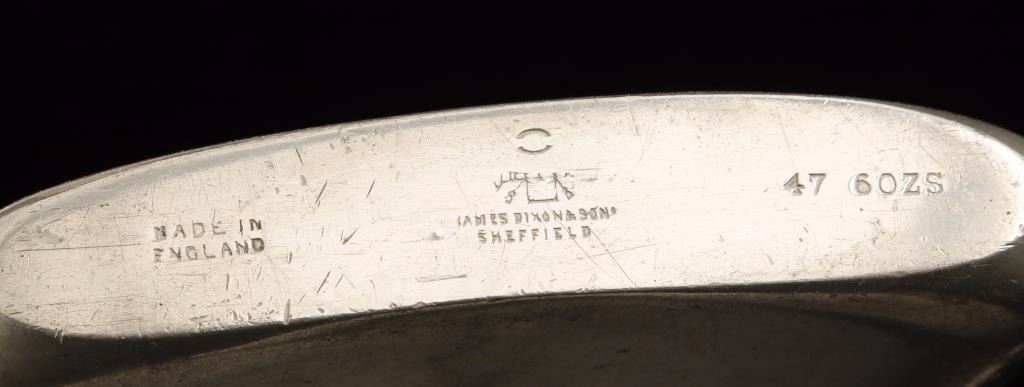 MADE IN
ENGLAND
JAMES DIXON & SONS
SHEFFIELD
47 6OZS